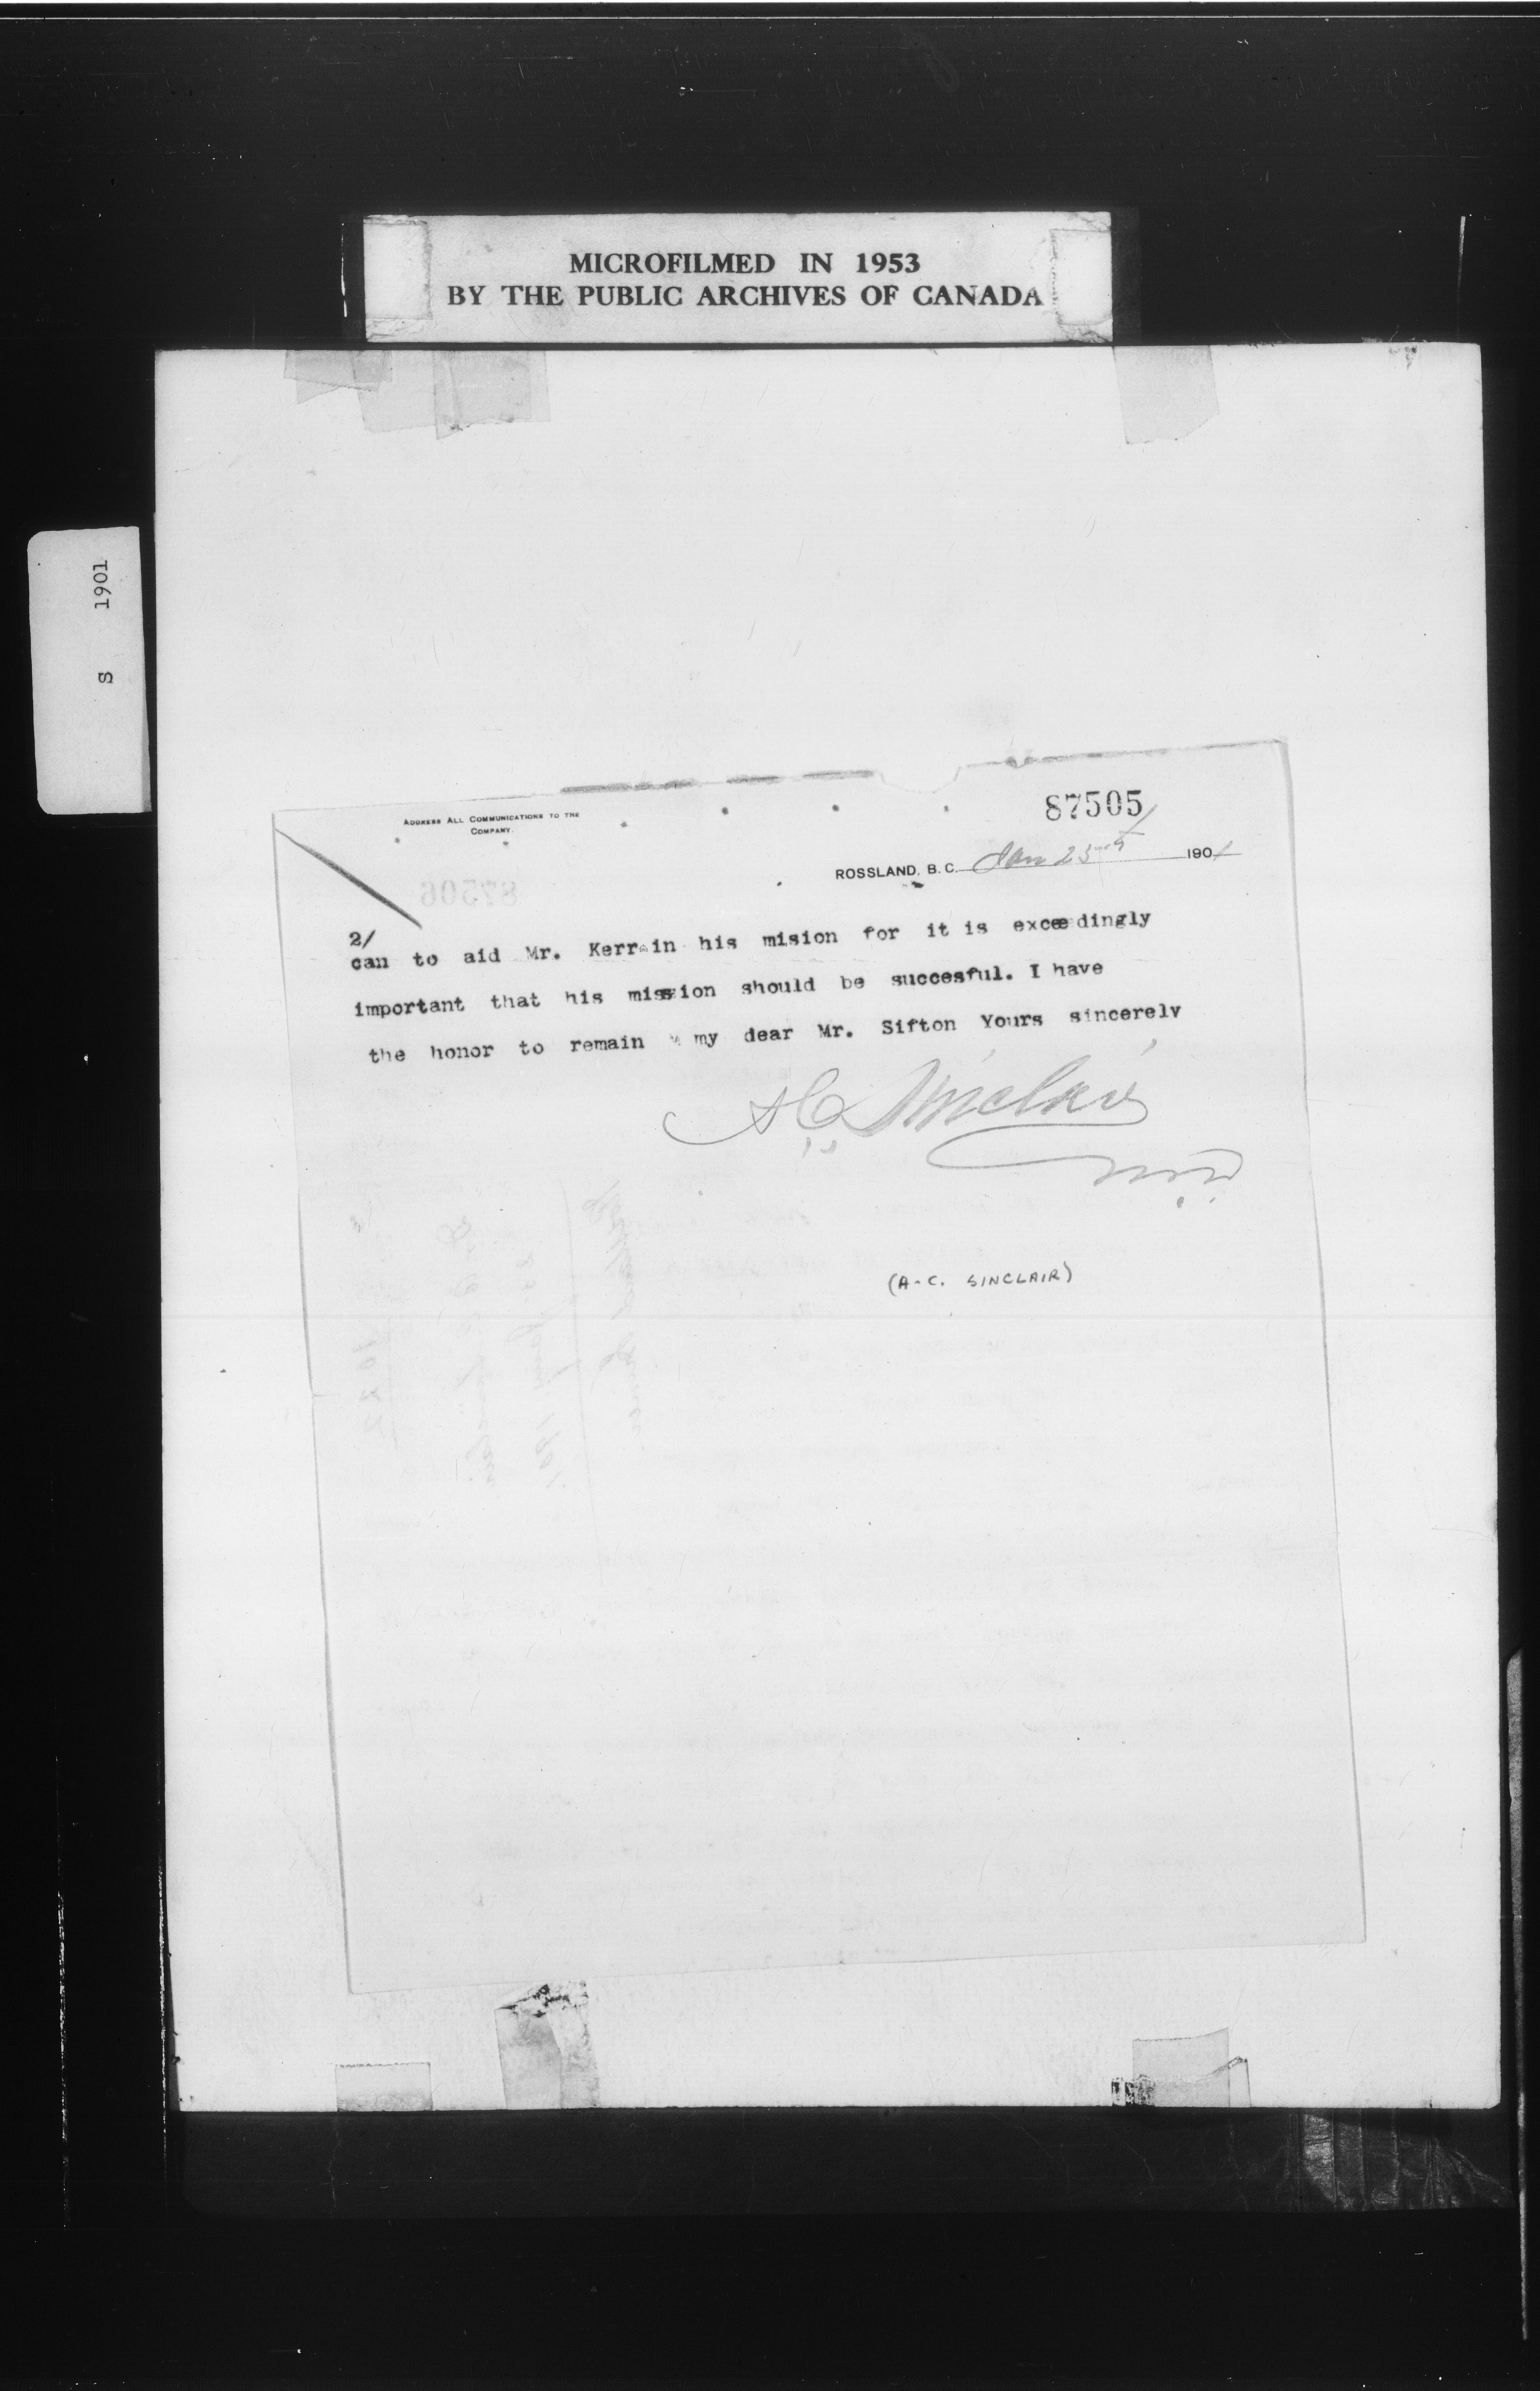 MICROFILMED IN 1953
BY THE PUBLIC ARCHIVES OF CANADA
S 1901
87505
ADDRESS ALL COMMUNICATIONS TO THE
COMPANY.
ROSSLAND, B. C. Jan 25th 1901
87506
2/
can to aid Mr. Kerr in his mision for it is exceedingly
important that his mission should be succesful. I have
the honor to remain my dear Mr. Sifton Yours sincerely
A C Sinclair
M.D.
(A-C. SINCLAIR)